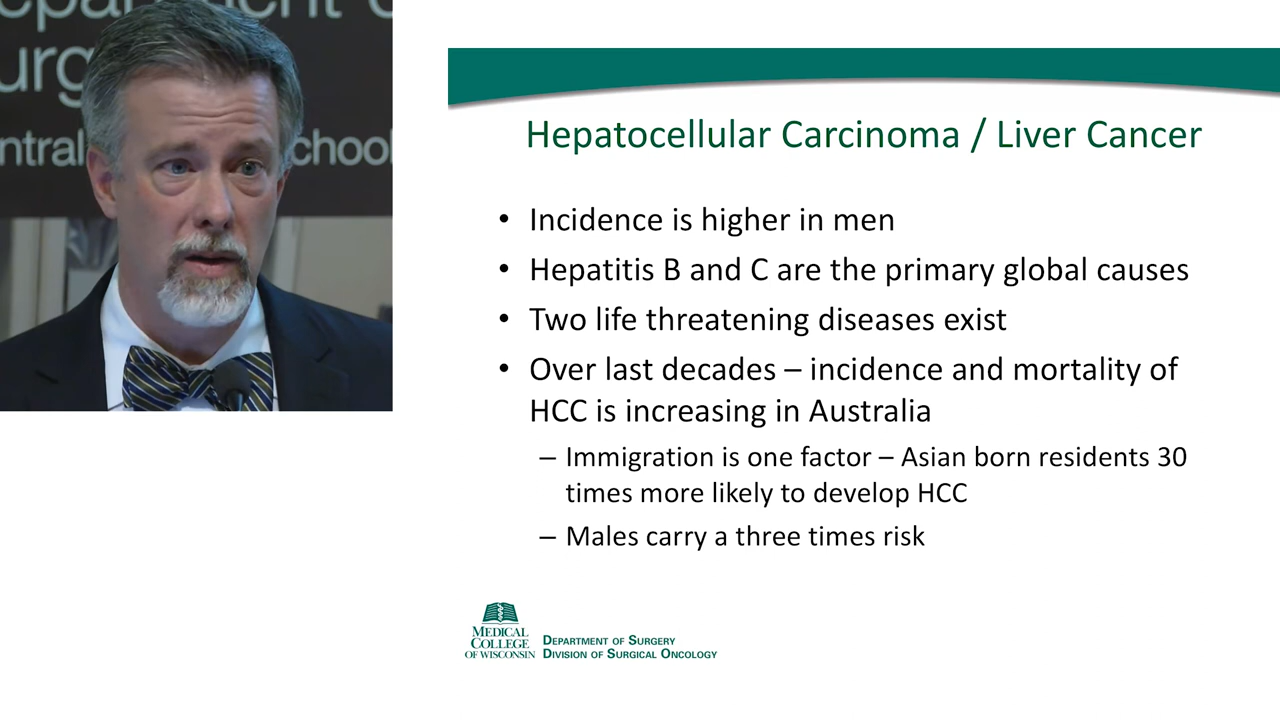 urg
ntral
chool
Hepatocellular Carcinoma / Liver Cancer
• Incidence is higher in men
• Hepatitis B and C are the primary global causes
• Two life threatening diseases exist
• Over last decades – incidence and mortality of
HCC is increasing in Australia
– Immigration is one factor – Asian born residents 30
times more likely to develop HCC
– Males carry a three times risk
MEDICAL
COLLEGE
OF WISCONSIN
DEPARTMENT OF SURGERY
DIVISION OF SURGICAL ONCOLOGY